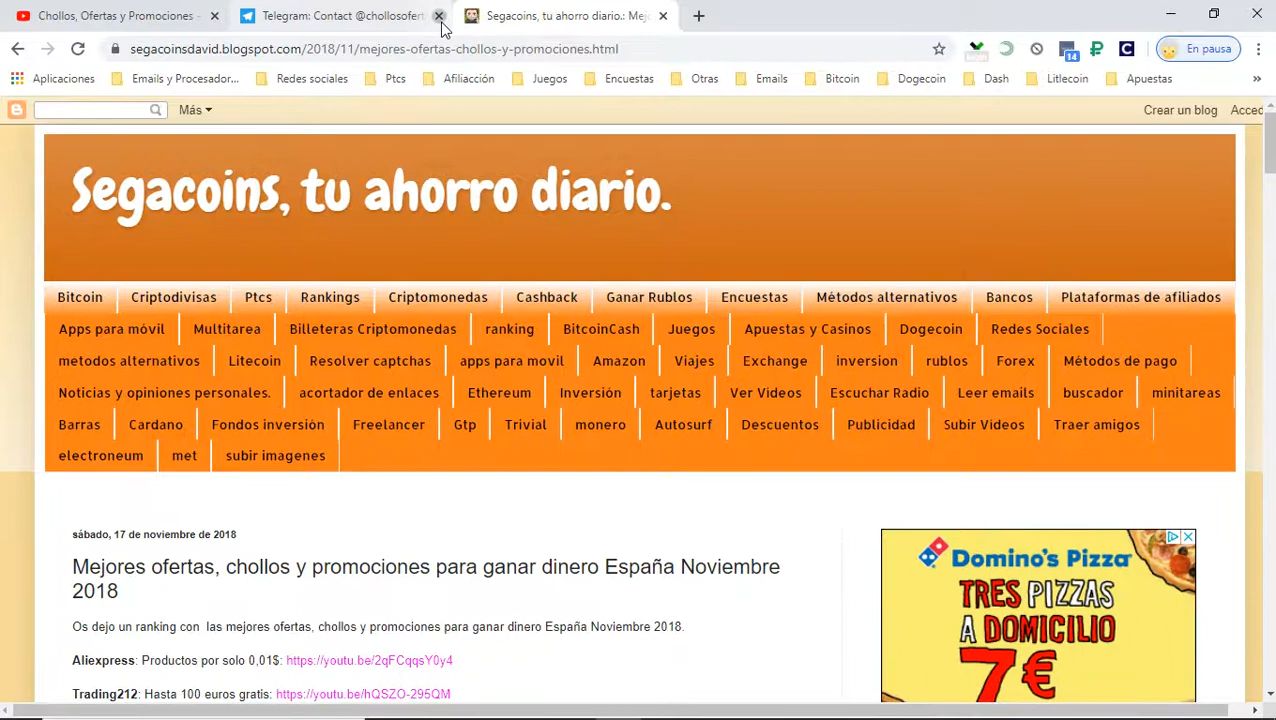 Chollos, Ofertas y Promociones -
Telegram: Contact @chollosofert
Segacoins, tu ahorro diario.: Mej
segacoinsdavid.blogspot.com/2018/11/mejores-ofertas-chollos-y-promociones.html
14
En pausa
Aplicaciones Emails y Procesador... Redes sociales Ptcs Afiliacción Juegos Encuestas Otras Emails Bitcoin Dogecoin Dash Litlecoin Apuestas »
Más
Crear un blog Acced
Segacoins, tu ahorro diario.
Bitcoin Criptodivisas Ptcs Rankings Criptomonedas Cashback Ganar Rublos Encuestas Métodos alternativos Bancos Plataformas de afiliados
Apps para móvil Multitarea Billeteras Criptomonedas ranking BitcoinCash Juegos Apuestas y Casinos Dogecoin Redes Sociales
metodos alternativos Litecoin Resolver captchas apps para movil Amazon Viajes Exchange inversion rublos Forex Métodos de pago
Noticias y opiniones personales. acortador de enlaces Ethereum Inversión tarjetas Ver Videos Escuchar Radio Leer emails buscador minitareas
Barras Cardano Fondos inversión Freelancer Gtp Trivial monero Autosurf Descuentos Publicidad Subir Videos Traer amigos
electroneum met subir imagenes
sábado, 17 de noviembre de 2018
Mejores ofertas, chollos y promociones para ganar dinero España Noviembre
2018
Os dejo un ranking con las mejores ofertas, chollos y promociones para ganar dinero España Noviembre 2018.
Aliexpress: Productos por solo 0,01$: https://youtu.be/2qFCqqsY0y4
Trading212: Hasta 100 euros gratis: https://youtu.be/hQSZO-295QM
Domino's Pizza
TRES PIZZAS
A DOMICILIO
7€